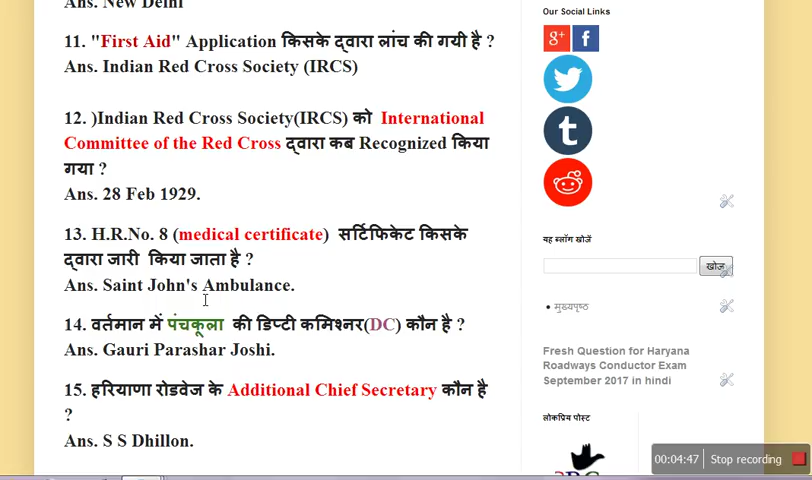 Ans. New Delhi
11. "First Aid" Application किसके द्वारा लांच की गयी है ?
Ans. Indian Red Cross Society (IRCS)
12. )Indian Red Cross Society(IRCS) को International
Committee of the Red Cross द्वारा कब Recognized किया
गया ?
Ans. 28 Feb 1929.
13. H.R.No. 8 (medical certificate) सर्टिफिकेट किसके
द्वारा जारी किया जाता है ?
Ans. Saint John's Ambulance.
14. वर्तमान में पंचकूला की डिप्टी कमिश्नर(DC) कौन है ?
Ans. Gauri Parashar Joshi.
15. हरियाणा रोडवेज के Additional Chief Secretary कौन है
?
Ans. S S Dhillon.
Our Social Links
g+ f
t
यह ब्लॉग खोजें
खोज
मुख्यपृष्ठ
Fresh Question for Haryana
Roadways Conductor Exam
September 2017 in hindi
लोकप्रिय पोस्ट
00:04:47 Stop recording